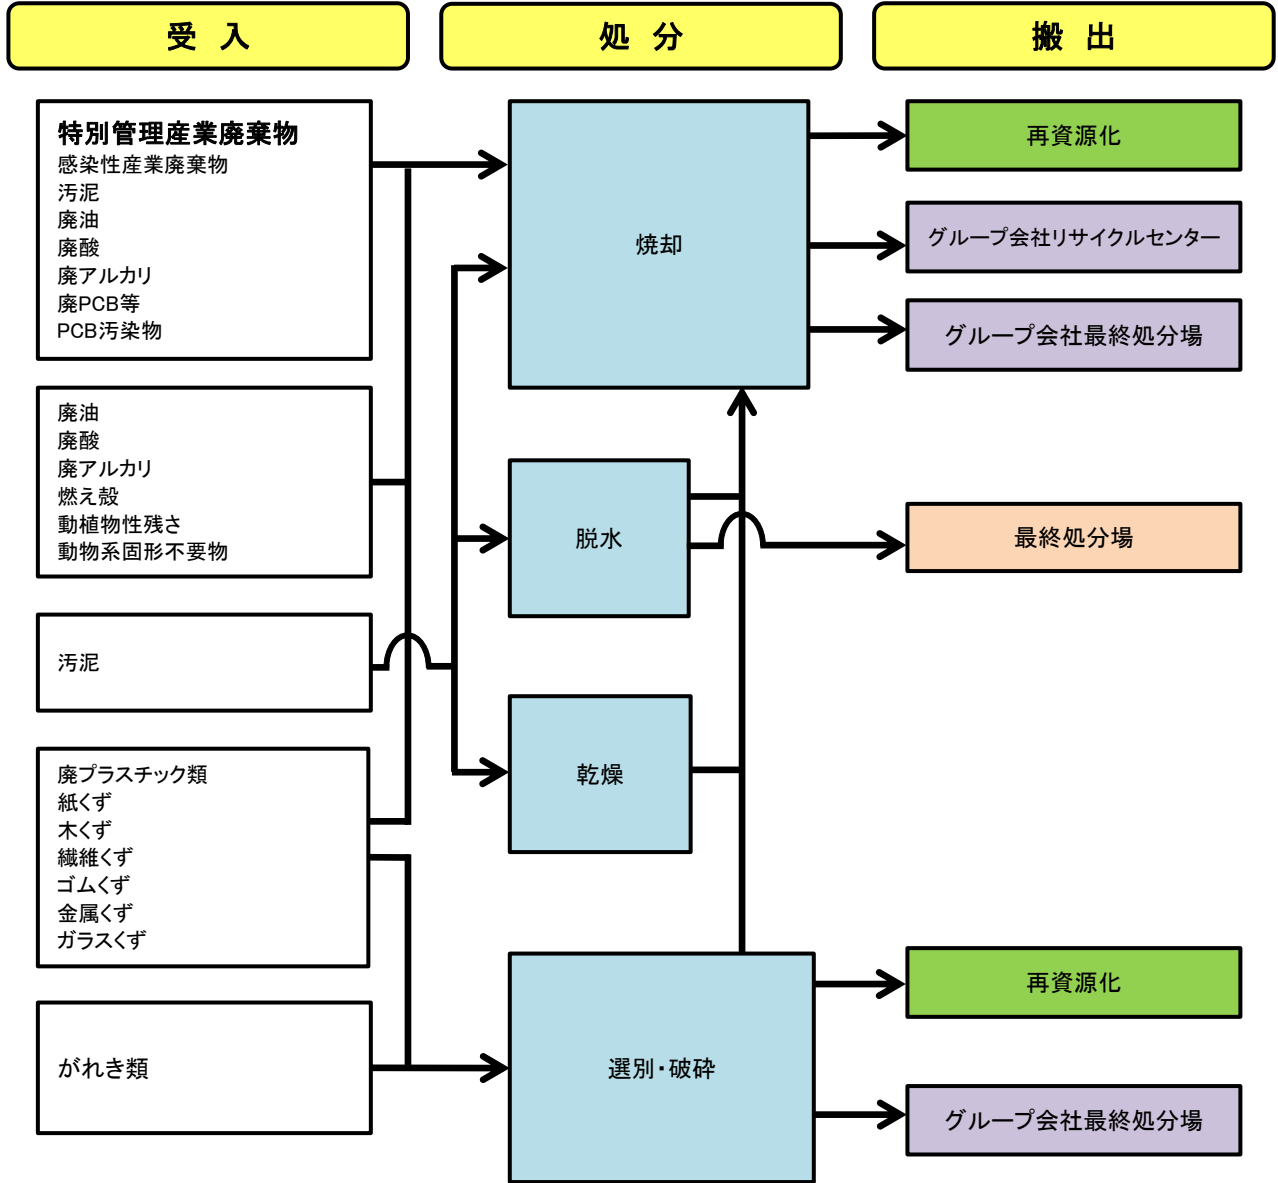 受 入
処 分
搬 出
特別管理産業廃棄物
感染性産業廃棄物
汚泥
廃油
廃酸
廃アルカリ
廃PCB等
PCB汚染物
廃油
廃酸
廃アルカリ
燃え殻
動植物性残さ
動物系固形不要物
汚泥
廃プラスチック類
紙くず
木くず
繊維くず
ゴムくず
金属くず
ガラスくず
がれき類
焼却
脱水
乾燥
選別・破砕
再資源化
グループ会社リサイクルセンター
グループ会社最終処分場
最終処分場
再資源化
グループ会社最終処分場